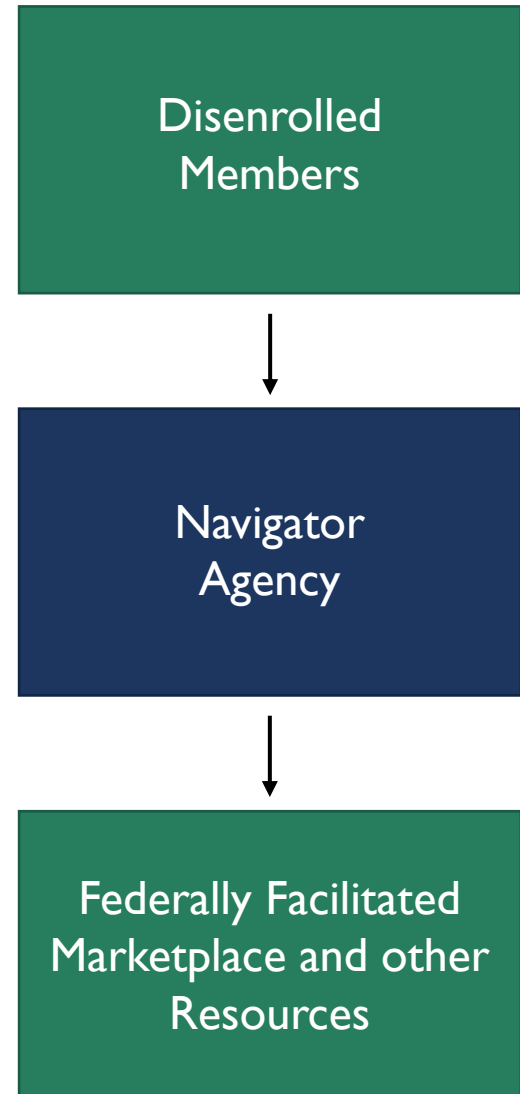 Disenrolled
Members
Navigator
Agency
Federally Facilitated
Marketplace and other
Resources